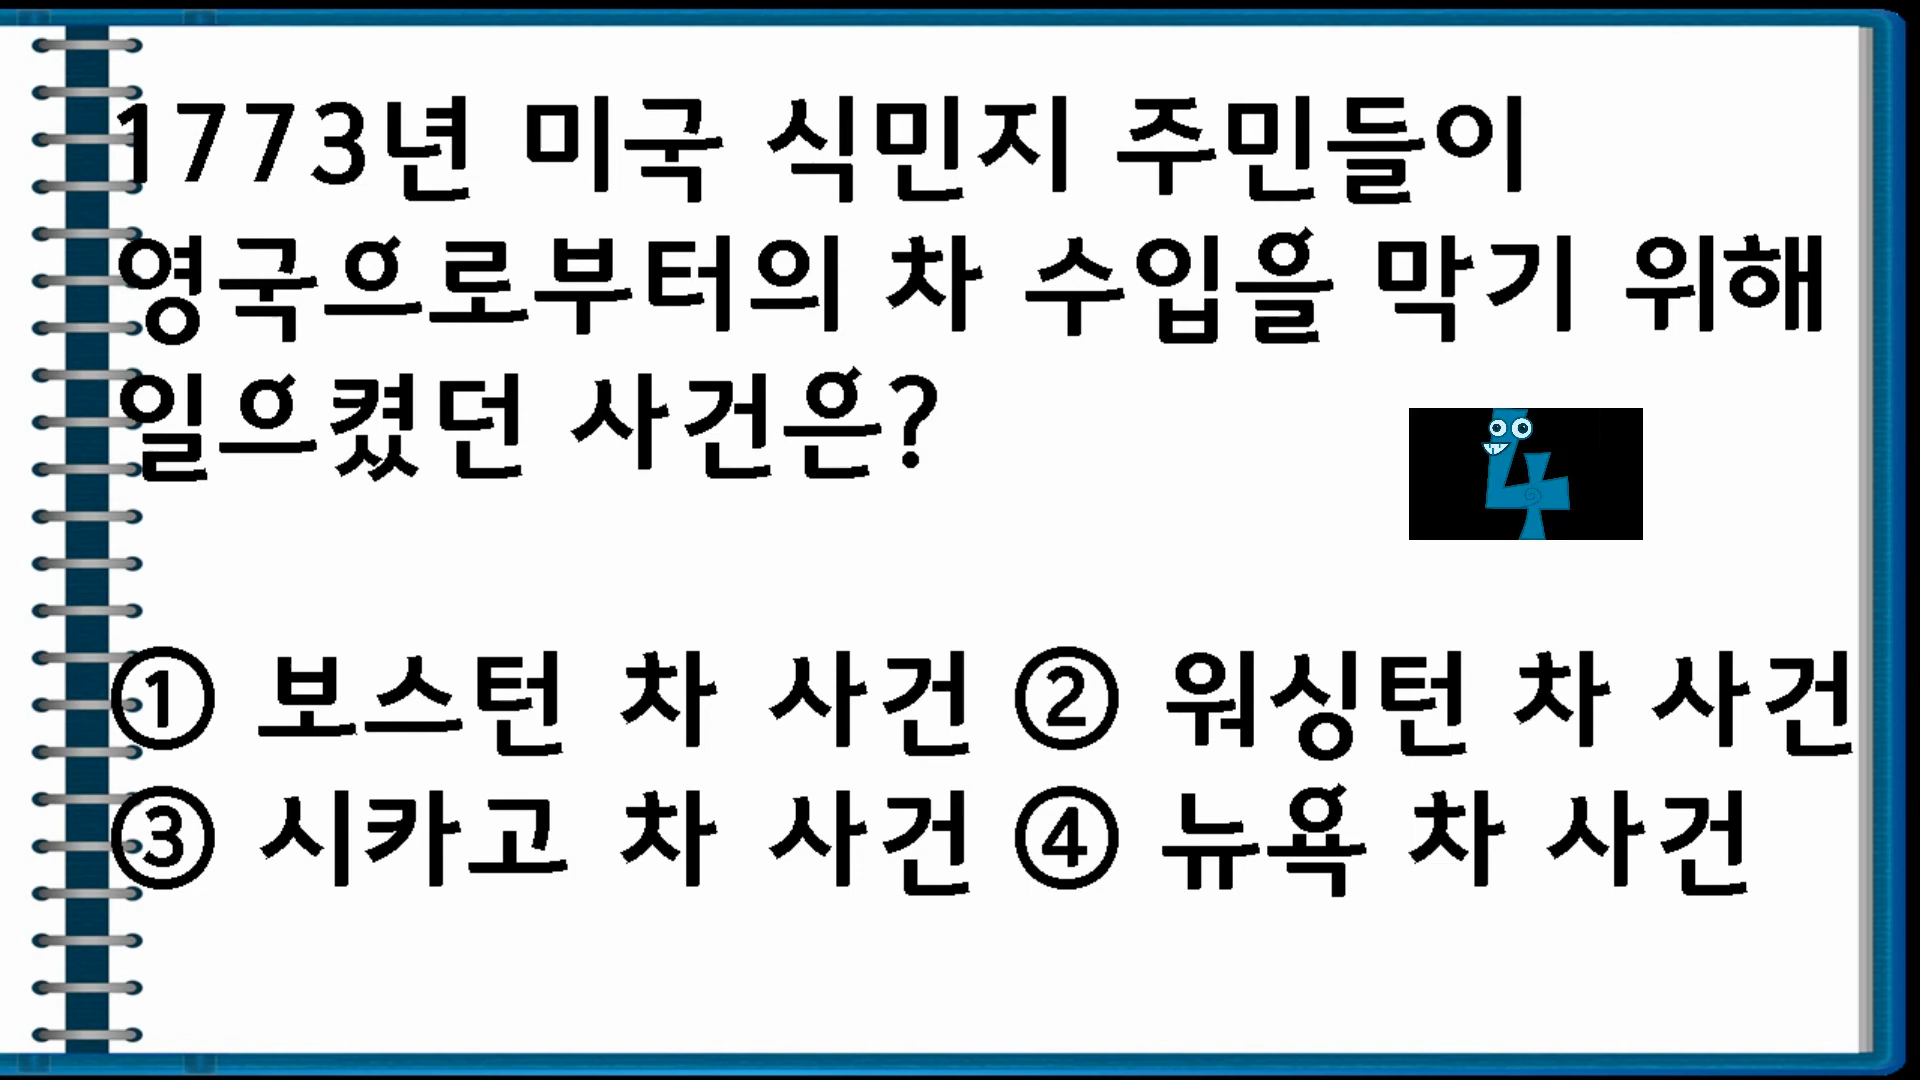 1773년 미국 식민지 주민들이
영국으로부터의 차 수입을 막기 위해
일으켰던 사건은?
4
① 보스턴 차 사건 ② 워싱턴 차 사건
③ 시카고 차 사건 ④ 뉴욕 차 사건